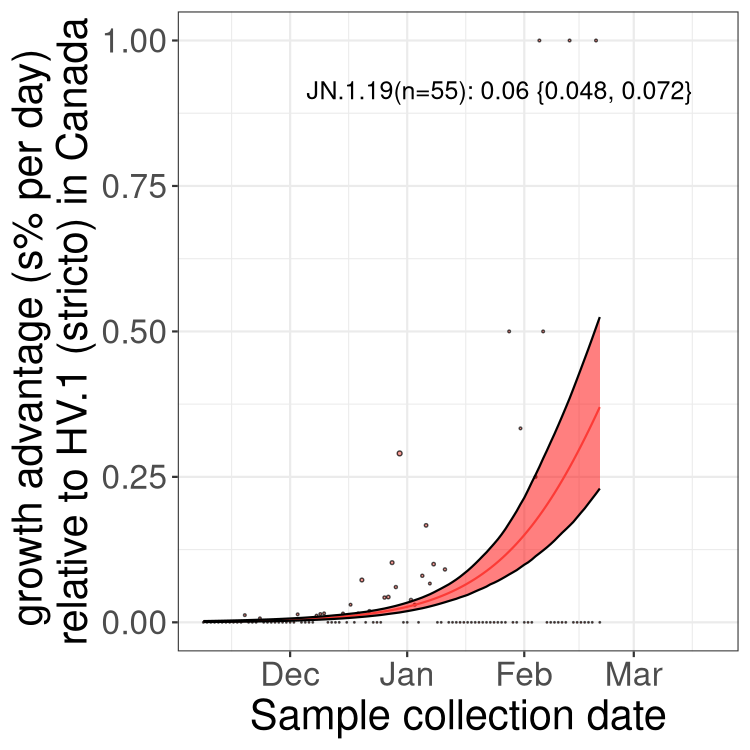 growth advantage (s% per day)
relative to HV.1 (stricto) in Canada
1.00
0.75
0.50
0.25
0.00
JN.1.19(n=55): 0.06 {0.048, 0.072}
Dec
Jan
Feb
Mar
Sample collection date